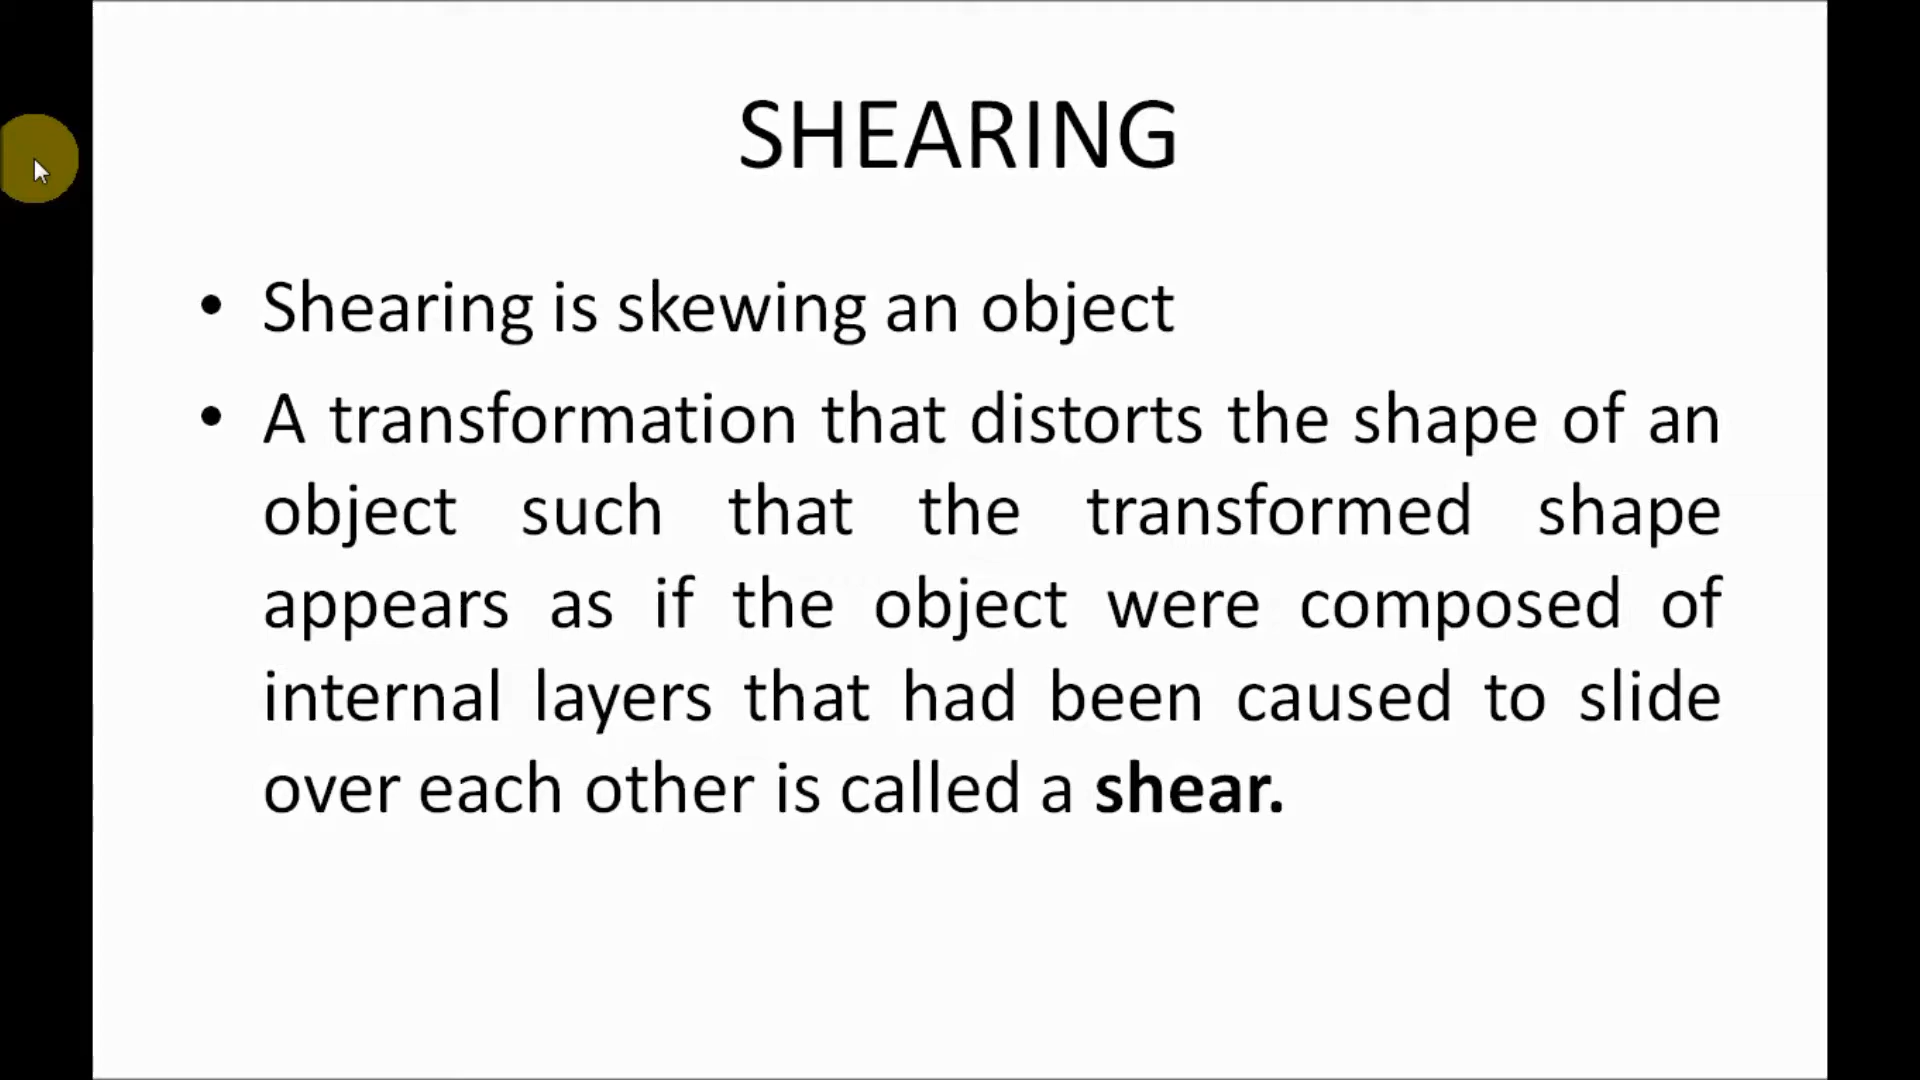 SHEARING
• Shearing is skewing an object
• A transformation that distorts the shape of an
object such that the transformed shape
appears as if the object were composed of
internal layers that had been caused to slide
over each other is called a shear.